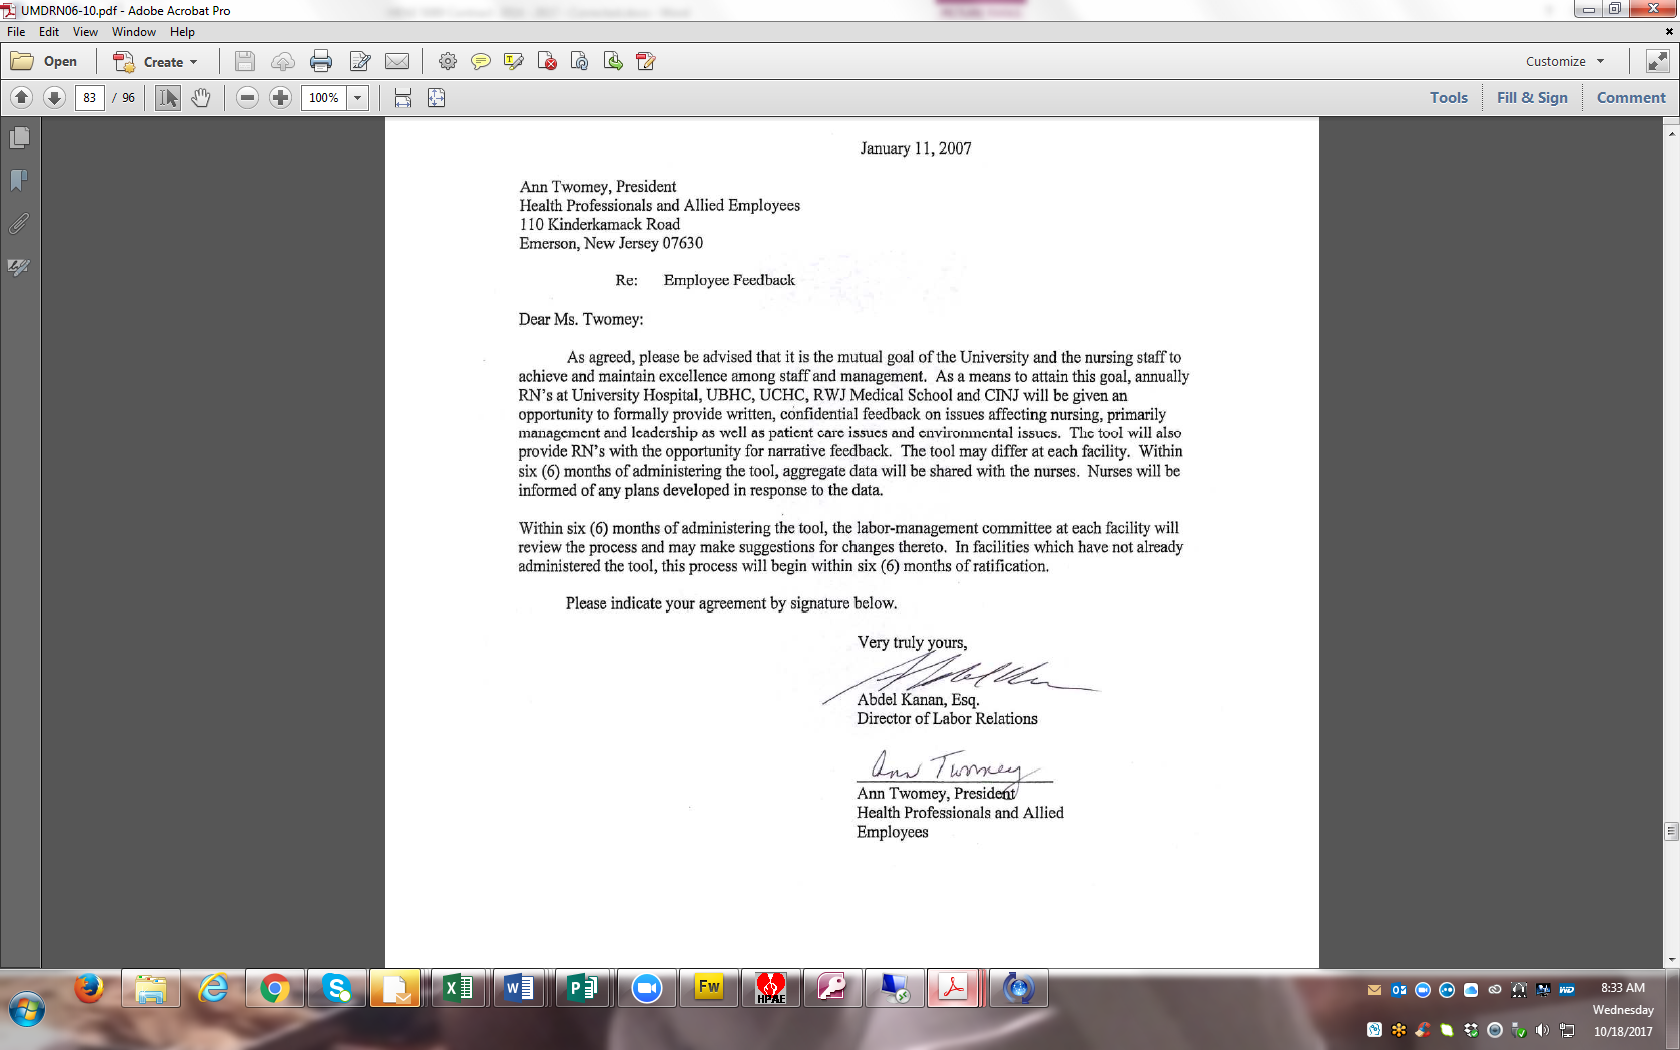 UMDRN06-10.pdf - Adobe Acrobat Pro
File Edit View Window Help
Open Create Customize
83 / 96 100% Tools Fill & Sign Comment
January 11, 2007
Ann Twomey, President
Health Professionals and Allied Employees
110 Kinderkamack Road
Emerson, New Jersey 07630
Re: Employee Feedback
Dear Ms. Twomey:
As agreed, please be advised that it is the mutual goal of the University and the nursing staff to
achieve and maintain excellence among staff and management. As a means to attain this goal, annually
RN's at University Hospital, UBHC, UCHC, RWJ Medical School and CINJ will be given an
opportunity to formally provide written, confidential feedback on issues affecting nursing, primarily
management and leadership as well as patient care issues and environmental issues. The tool will also
provide RN's with the opportunity for narrative feedback. The tool may differ at each facility. Within
six (6) months of administering the tool, aggregate data will be shared with the nurses. Nurses will be
informed of any plans developed in response to the data.
Within six (6) months of administering the tool, the labor-management committee at each facility will
review the process and may make suggestions for changes thereto. In facilities which have not already
administered the tool, this process will begin within six (6) months of ratification.
Please indicate your agreement by signature below.
Very truly yours,
Abdel Kanan, Esq.
Director of Labor Relations
Ann Twomey
Ann Twomey, President
Health Professionals and Allied
Employees
Fw
HPAE
8:33 AM
Wednesday
10/18/2017